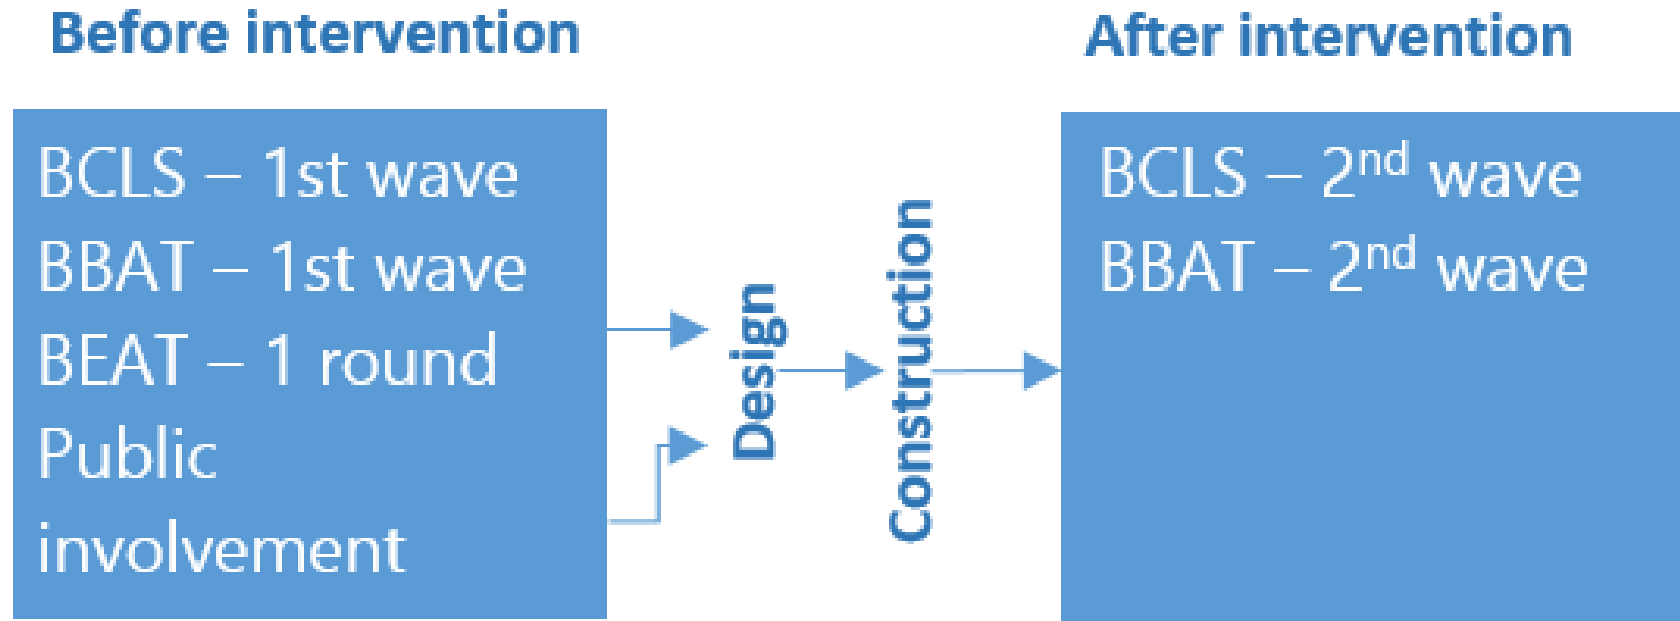 Before intervention
BCLS – 1st wave
BBAT – 1st wave
BEAT – 1 round
Public
involvement
Design
Construction
After intervention
BCLS – 2nd wave
BBAT – 2nd wave